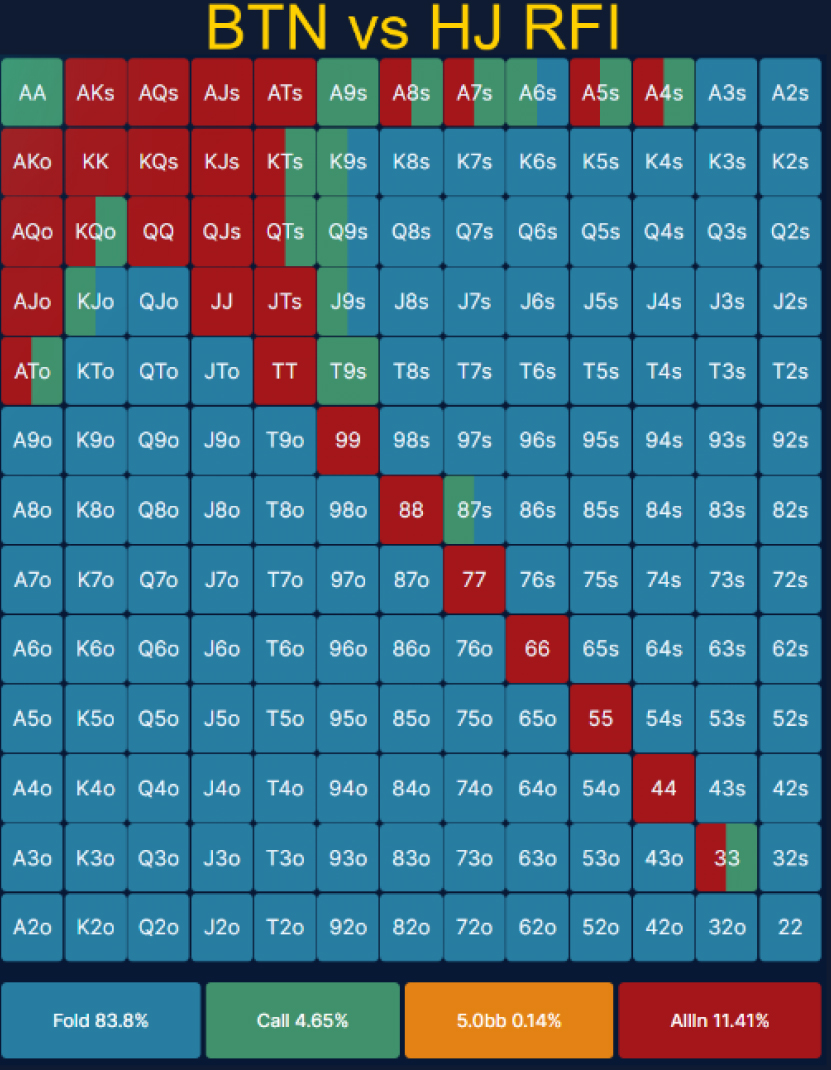 BTN vs HJ RFI
AA AKs AQs AJs ATs A9s A8s A7s A6s A5s A4s A3s A2s
AKo KK KQs KJs KTs K9s K8s K7s K6s K5s K4s K3s K2s
AQo KQo QQ QJs QTs Q9s Q8s Q7s Q6s Q5s Q4s Q3s Q2s
AJo KJo QJo JJ JTs J9s J8s J7s J6s J5s J4s J3s J2s
ATo KTo QTo JTo TT T9s T8s T7s T6s T5s T4s T3s T2s
A9o K9o Q9o J9o T9o 99 98s 97s 96s 95s 94s 93s 92s
A8o K8o Q8o J8o T8o 98o 88 87s 86s 85s 84s 83s 82s
A7o K7o Q7o J7o T7o 97o 87o 77 76s 75s 74s 73s 72s
A6o K6o Q6o J6o T6o 96o 86o 76o 66 65s 64s 63s 62s
A5o K5o Q5o J5o T5o 95o 85o 75o 65o 55 54s 53s 52s
A4o K4o Q4o J4o T4o 94o 84o 74o 64o 54o 44 43s 42s
A3o K3o Q3o J3o T3o 93o 83o 73o 63o 53o 43o 33 32s
A2o K2o Q2o J2o T2o 92o 82o 72o 62o 52o 42o 32o 22
Fold 83.8% Call 4.65% 5.0bb 0.14% AllIn 11.41%